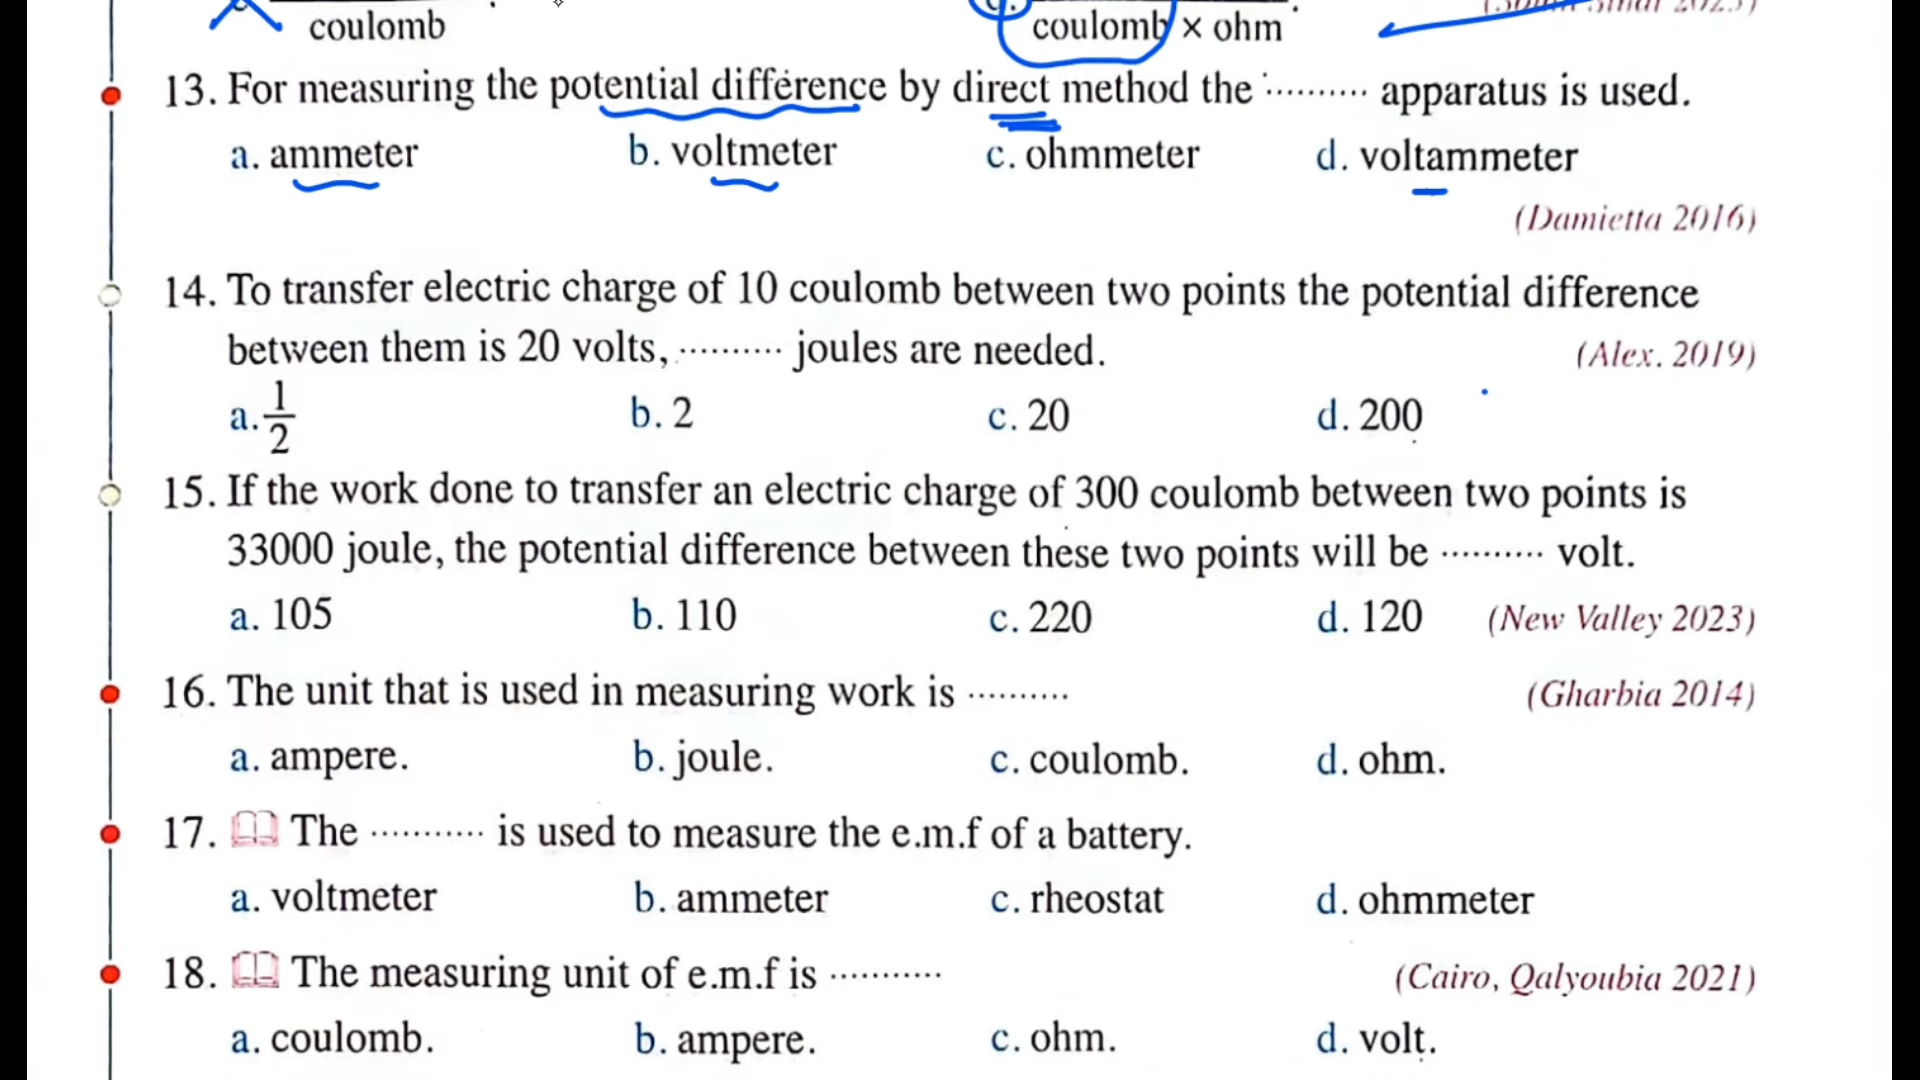 coulomb
coulomb × ohm
13. For measuring the potential difference by direct method the .......... apparatus is used.
a. ammeter b. voltmeter c. ohmmeter d. voltammeter
(Damietta 2016)
14. To transfer electric charge of 10 coulomb between two points the potential difference
between them is 20 volts, .......... joules are needed. (Alex. 2019)
a. 1/2 b. 2 c. 20 d. 200
15. If the work done to transfer an electric charge of 300 coulomb between two points is
33000 joule, the potential difference between these two points will be .......... volt.
a. 105 b. 110 c. 220 d. 120 (New Valley 2023)
16. The unit that is used in measuring work is .......... (Gharbia 2014)
a. ampere. b. joule. c. coulomb. d. ohm.
17. The ........... is used to measure the e.m.f of a battery.
a. voltmeter b. ammeter c. rheostat d. ohmmeter
18. The measuring unit of e.m.f is ........... (Cairo, Qalyoubia 2021)
a. coulomb. b. ampere. c. ohm. d. volt.